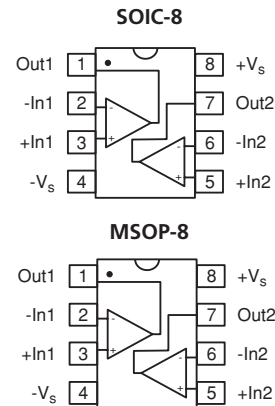 SOIC-8
Out1 1 8 +Vs
-In1 2 7 Out2
- +
+In1 3 6 -In2
- +
-Vs 4 5 +In2
MSOP-8
Out1 1 8 +Vs
-In1 2 7 Out2
- +
+In1 3 6 -In2
- +
-Vs 4 5 +In2